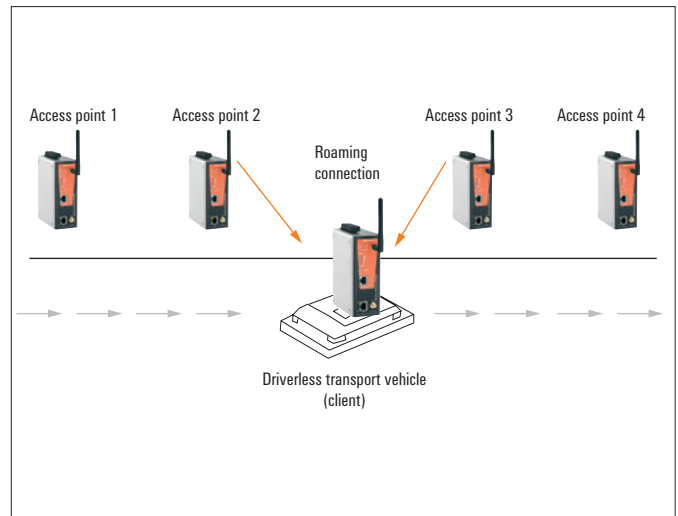 Access point 1
Access point 2
Access point 3
Access point 4
Roaming
connection
Driverless transport vehicle
(client)